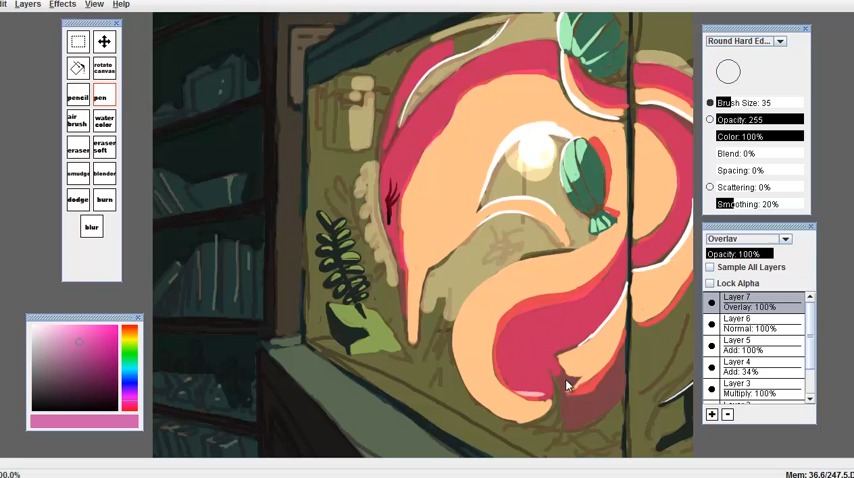 dit Layers Effects View Help
rotate canvas
pencil pen
air brush water color
eraser eraser soft
smudge blender
dodge burn
blur
Round Hard Ed...
Brush Size: 35
Opacity: 255
Color: 100%
Blend: 0%
Spacing: 0%
Scattering: 0%
Smoothing: 20%
Overlay
Opacity: 100%
Sample All Layers
Lock Alpha
Layer 7
Overlay: 100%
Layer 6
Normal: 100%
Layer 5
Add: 100%
Layer 4
Add: 34%
Layer 3
Multiply: 100%
+ -
00.0%
Mem: 36.6/247.5